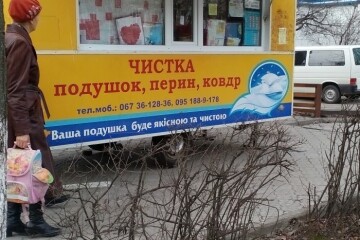 ЧИСТКА
подушок, перин, ковдр
тел.моб.: 067 36-128-36, 095 188-9-178
Ваша подушка буде якісною та чистою